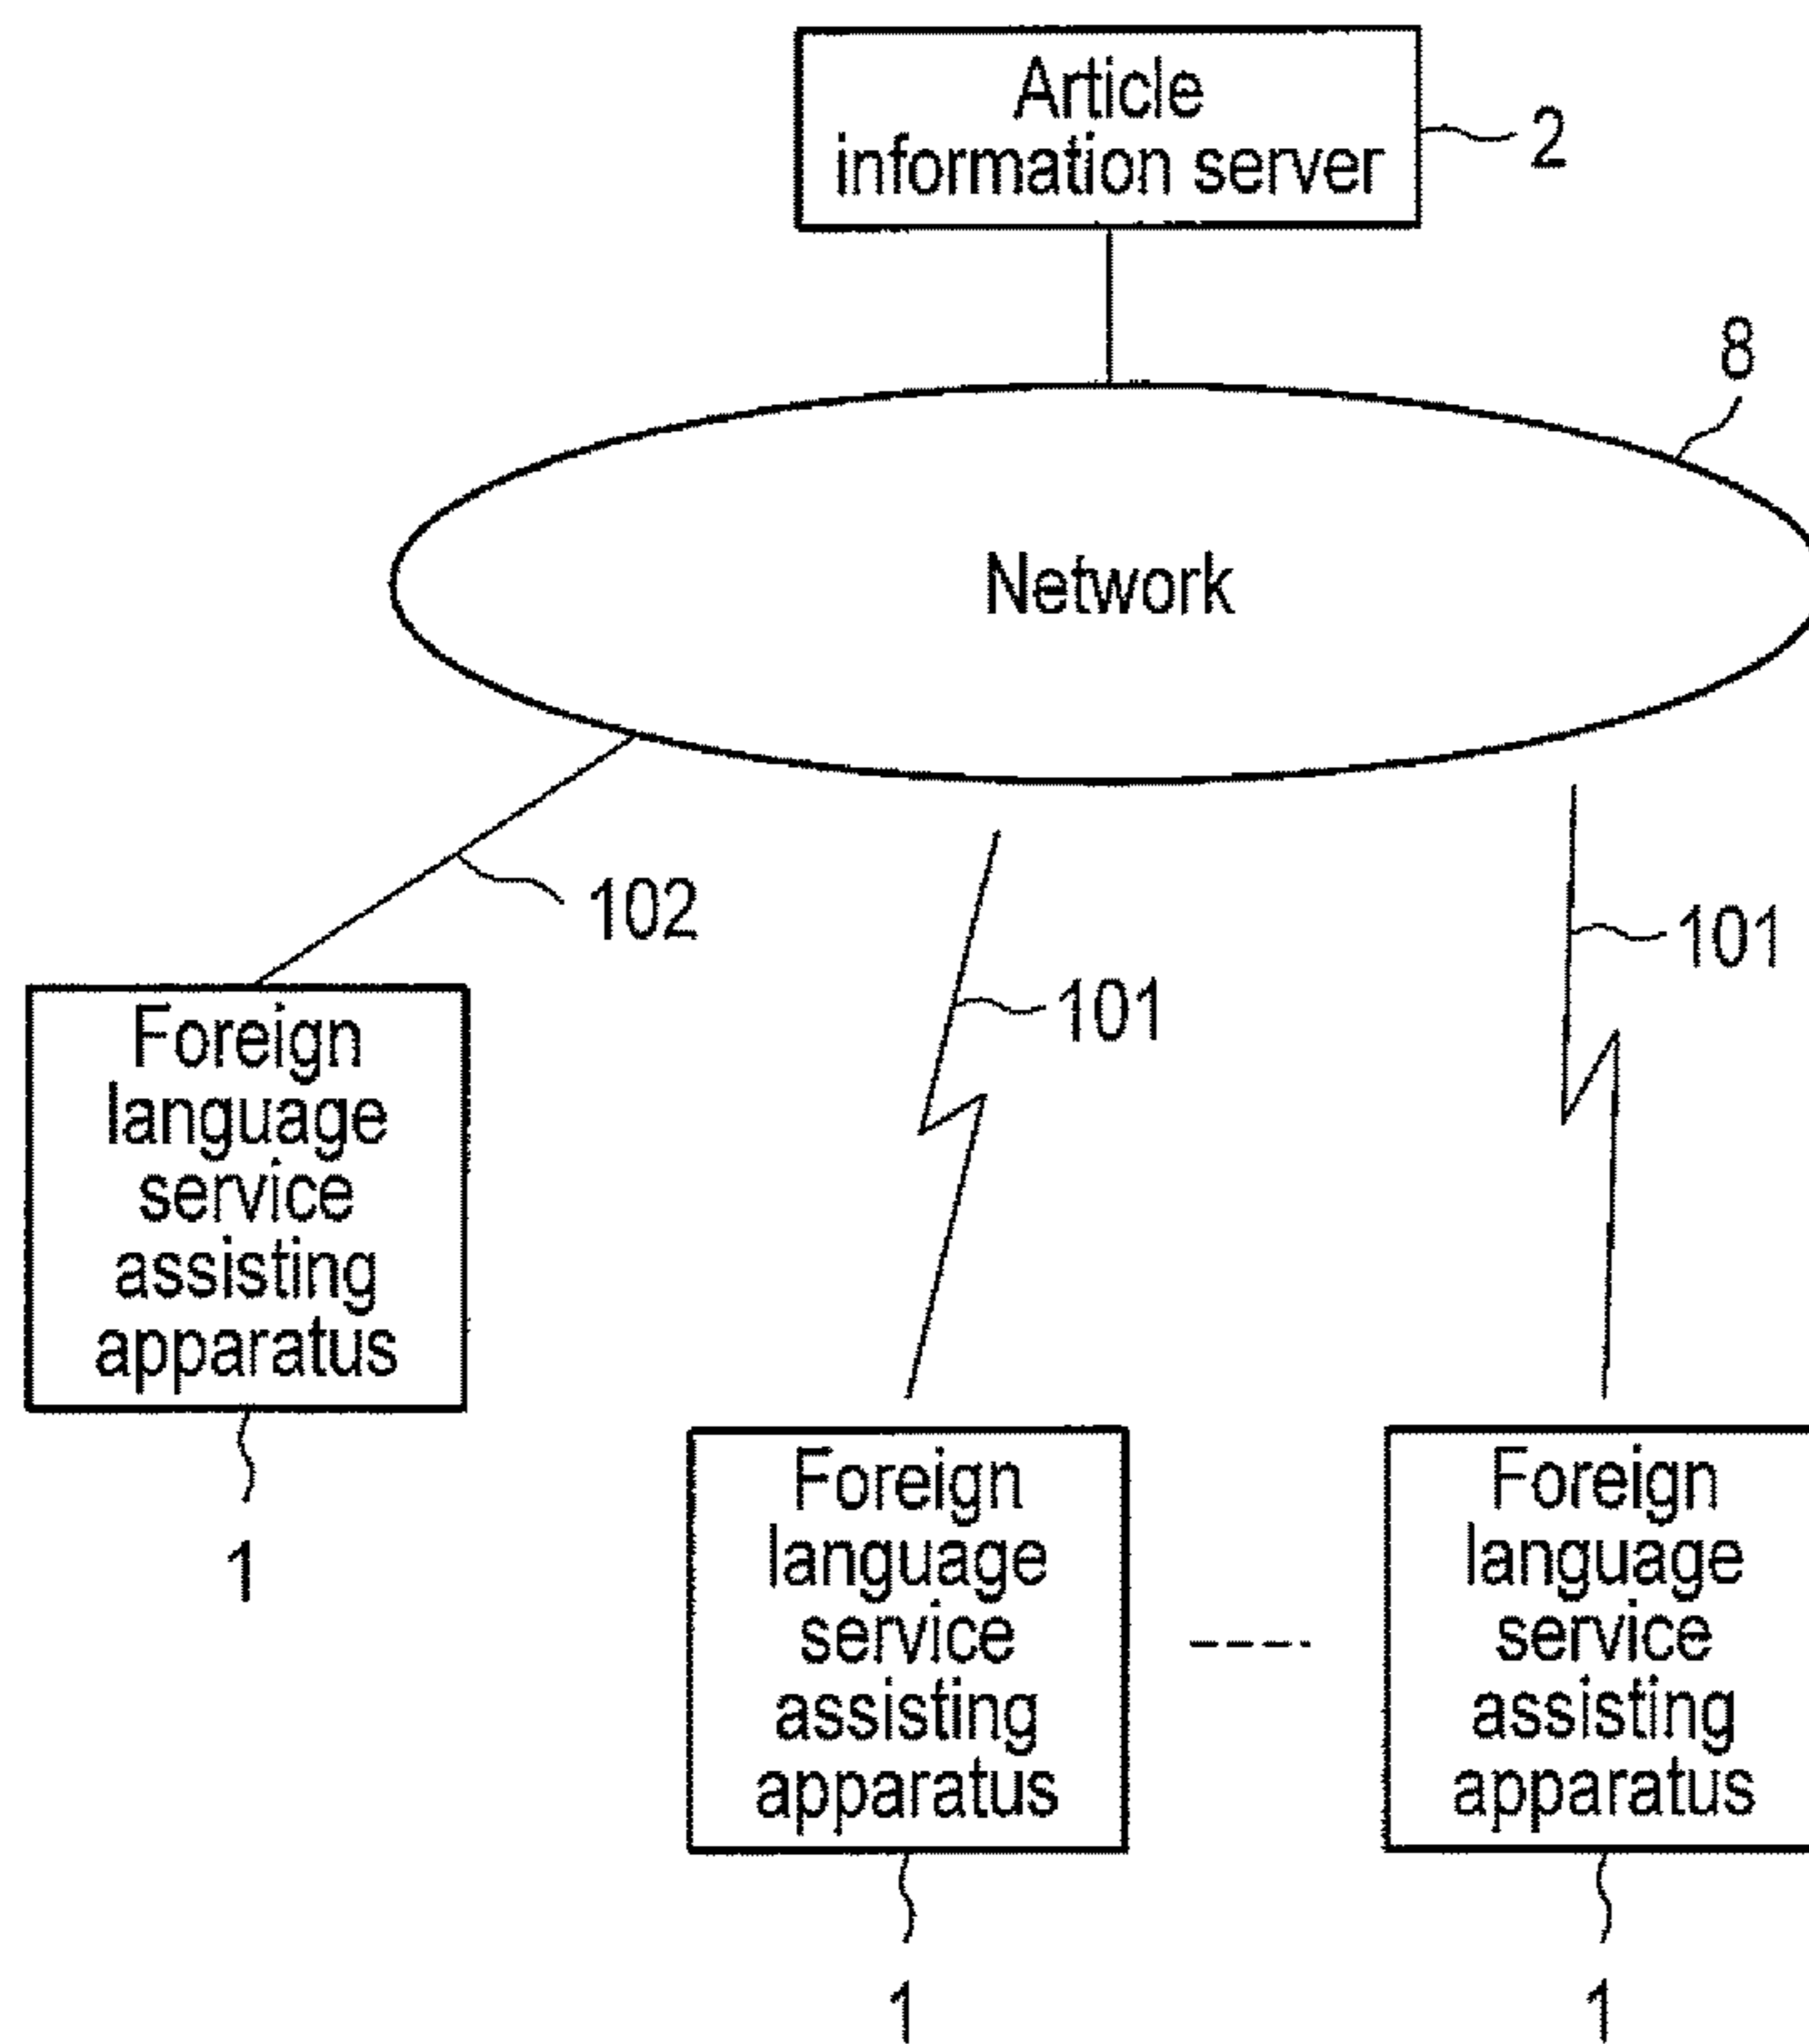 Article
information server
2
8
Network
102
101
101
Foreign
language
service
assisting
apparatus
1
Foreign
language
service
assisting
apparatus
1
Foreign
language
service
assisting
apparatus
1